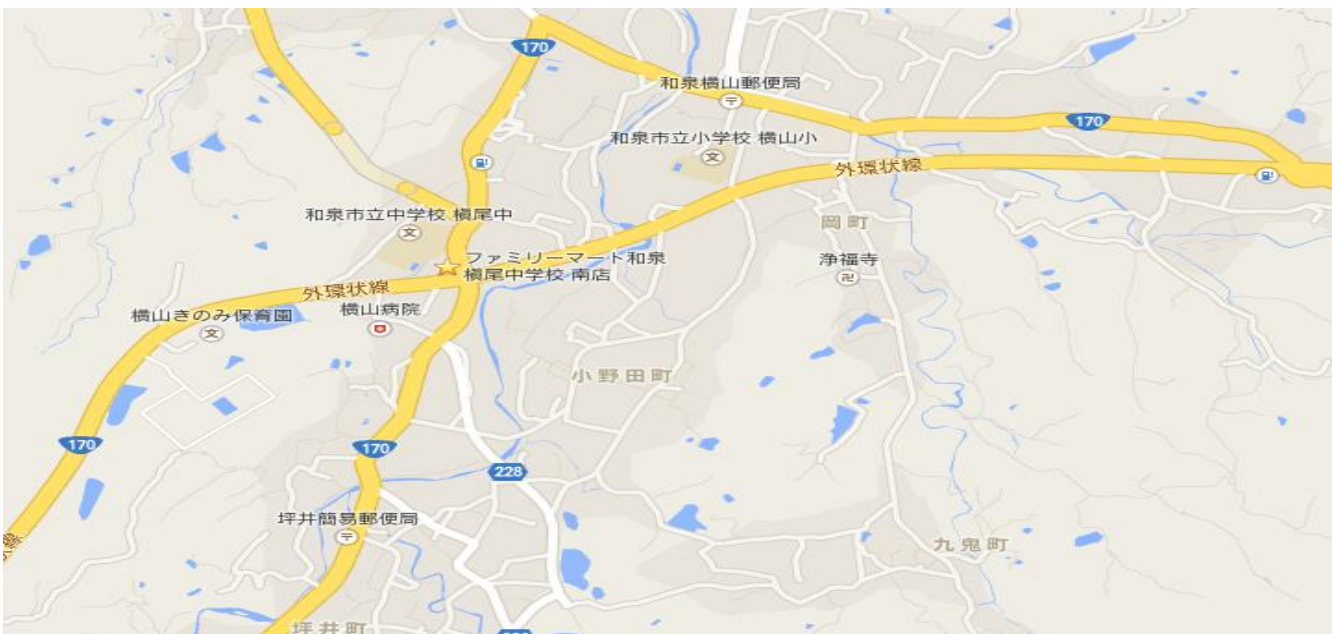 170
和泉横山郵便局
170
和泉市立小学校 横山小
外環状線
和泉市立中学校 槇尾中
岡町
ファミリーマート和泉
槇尾中学校 南店
浄福寺
外環状線
横山きのみ保育園
横山病院
小野田町
170
170
228
坪井簡易郵便局
九鬼町
坪井町